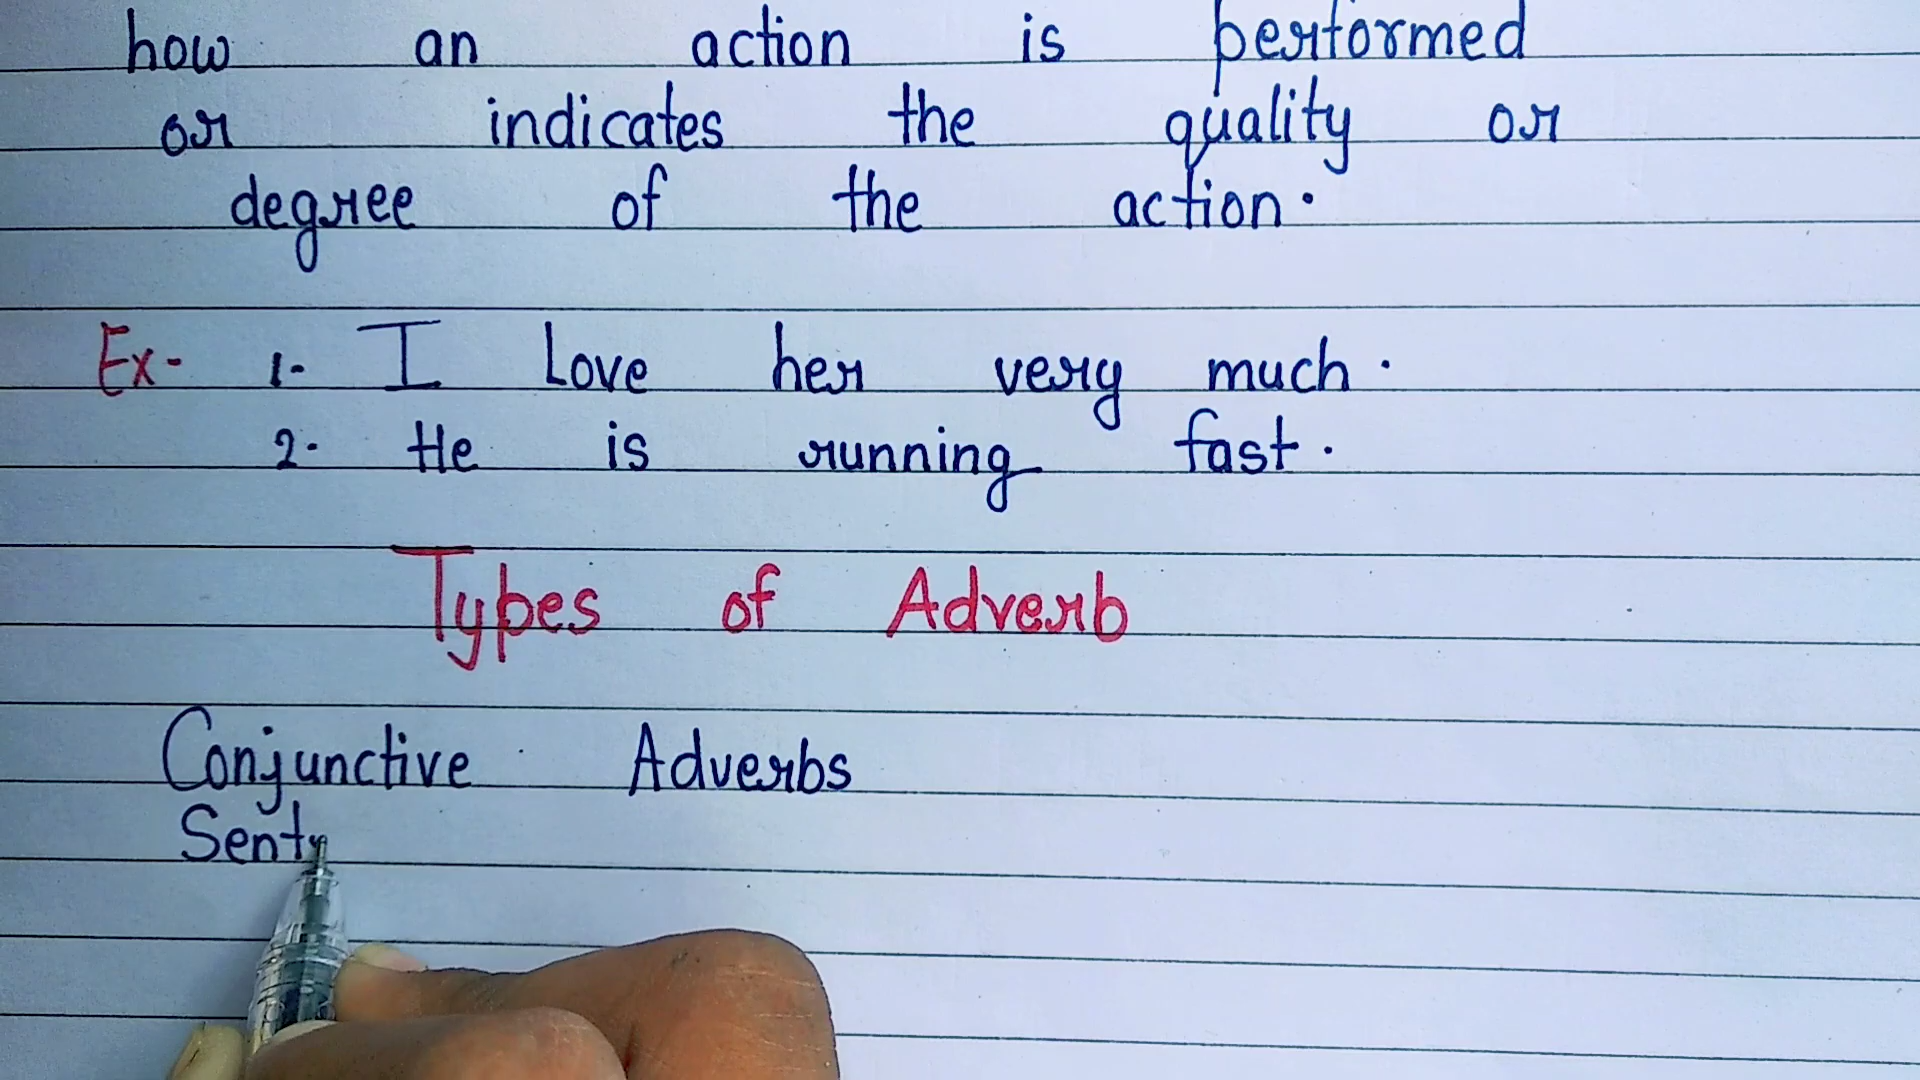 how an action is performed
or indicates the quality or
degree of the action.
Ex- 1- I Love her very much.
2- He is running fast.
Types of Adverb
Conjunctive Adverbs
Sent